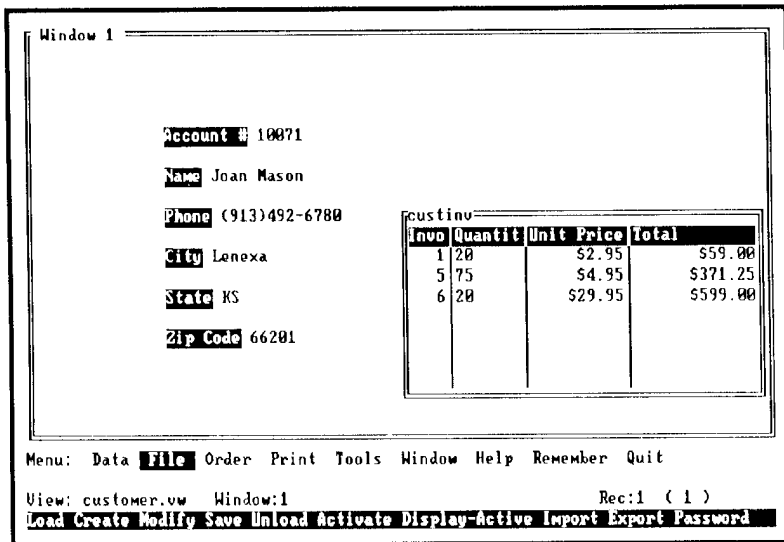 Window 1
Account # 10071
Name Joan Mason
Phone (913)492-6780
City Lenexa
State KS
Zip Code 66201
custinv
Invo Quantit Unit Price Total
1 20 $2.95 $59.00
5 75 $4.95 $371.25
6 20 $29.95 $599.00
Menu: Data File Order Print Tools Window Help Remember Quit
View: customer.vw Window:1 Rec:1 ( 1 )
Load Create Modify Save Unload Activate Display-Active Import Export Password